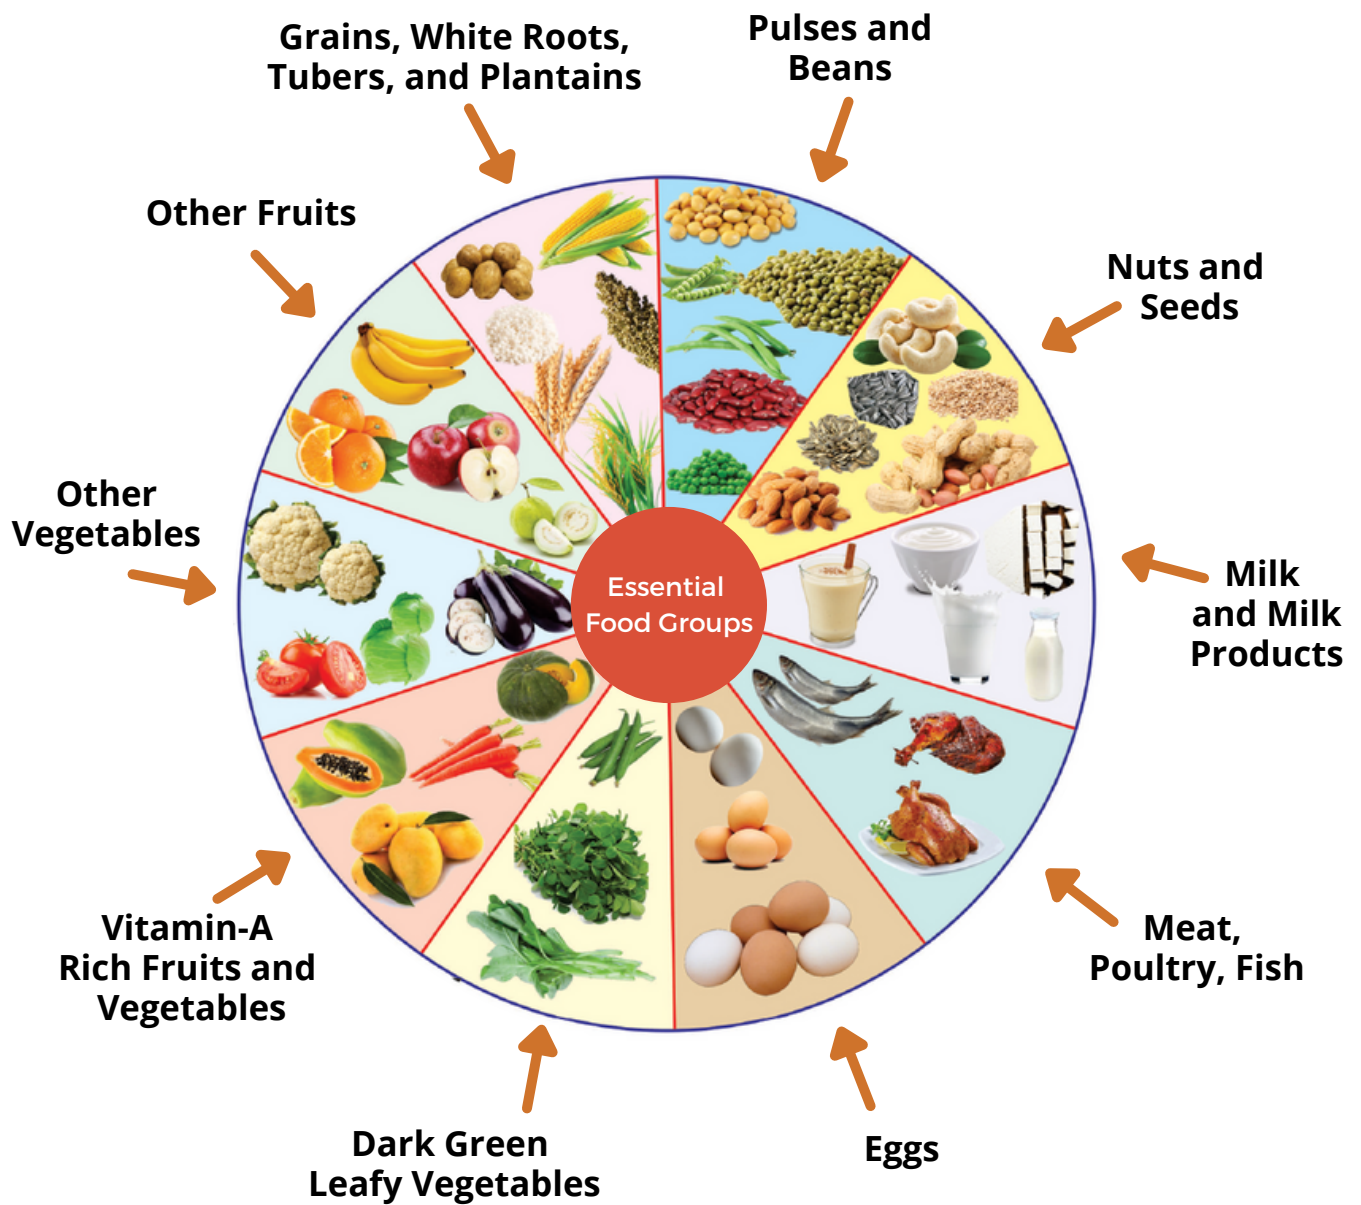 Grains, White Roots,
Tubers, and Plantains
Pulses and
Beans
Other Fruits
Nuts and
Seeds
Other
Vegetables
Essential
Food Groups
Milk
and Milk
Products
Vitamin-A
Rich Fruits and
Vegetables
Meat,
Poultry, Fish
Dark Green
Leafy Vegetables
Eggs